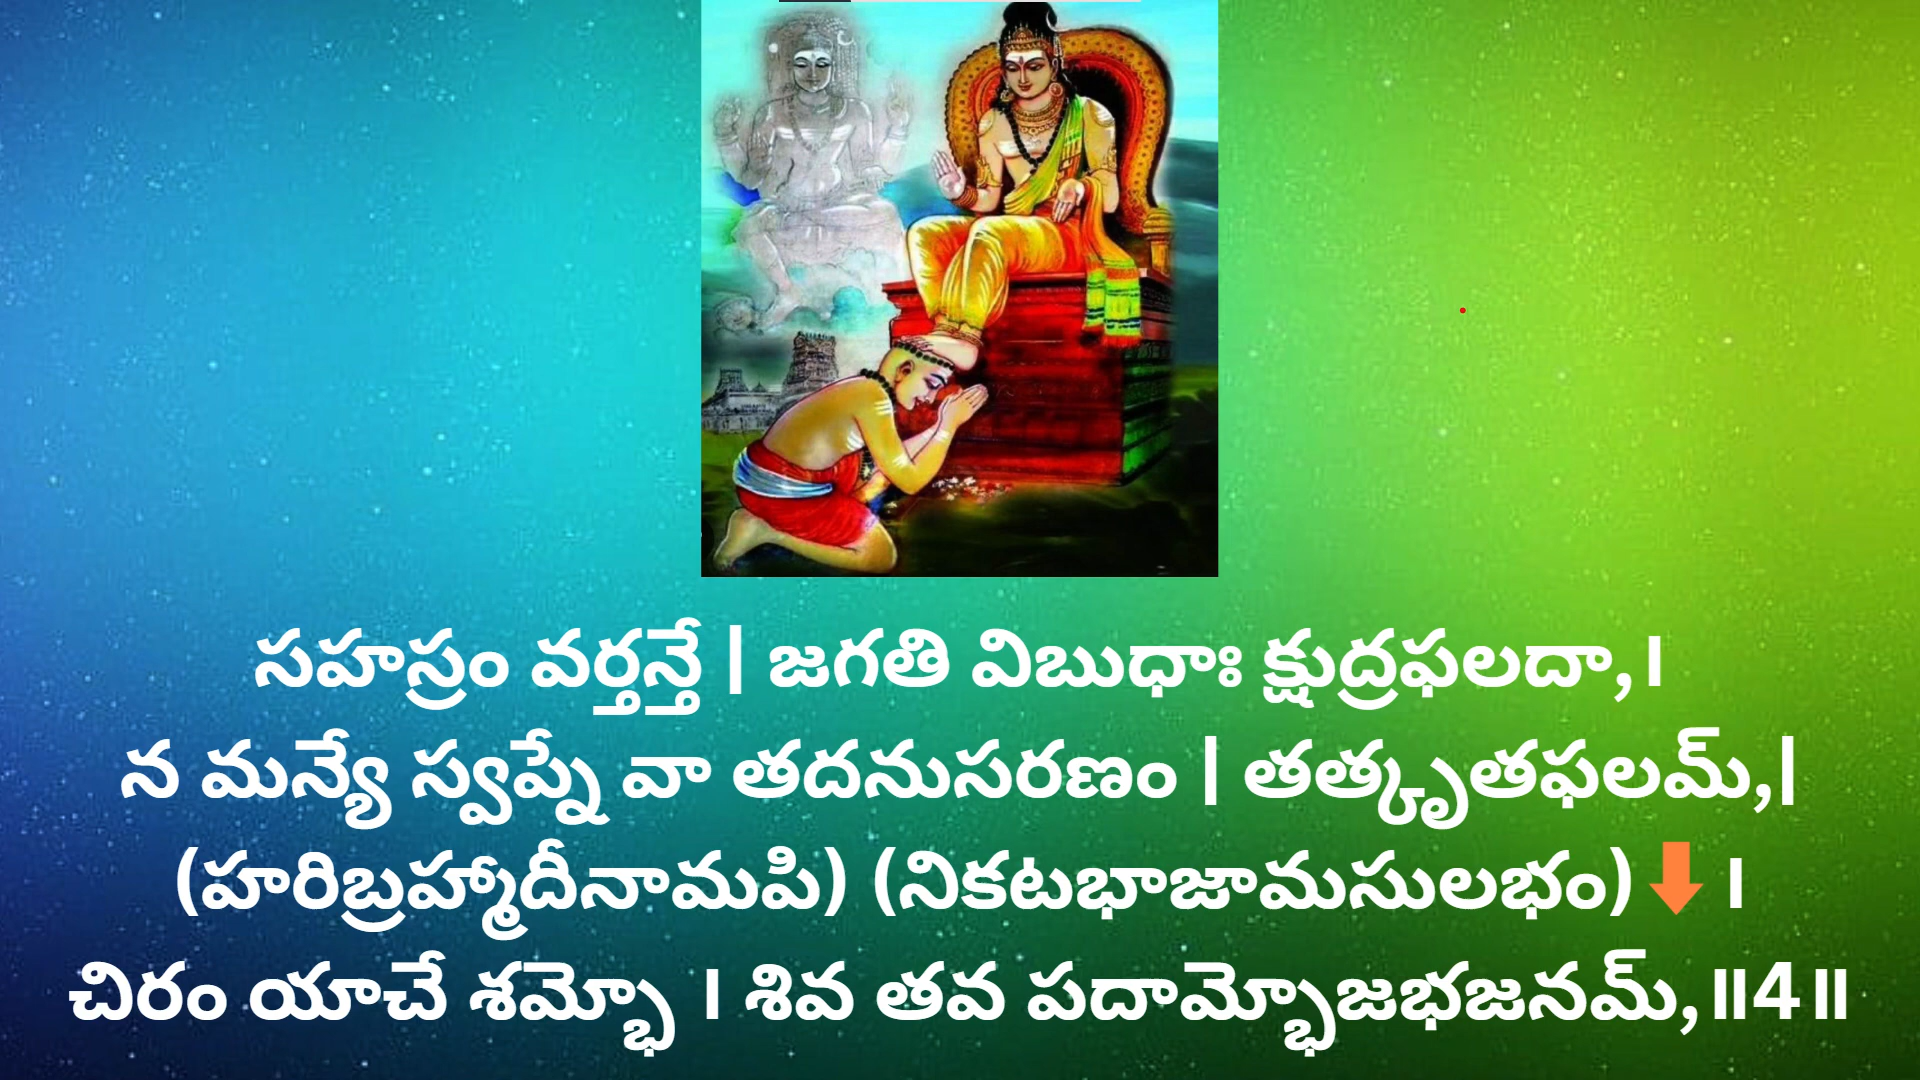 సహస్రం వర్తన్తే | జగతి విబుధాః క్షుద్రఫలదా,।
న మన్యే స్వప్నే వా తదనుసరణం | తత్కృతఫలమ్,|
(హరిబ్రహ్మాదీనామపి) (నికటభాజామసులభం) ।
చిరం యాచే శమ్భో । శివ తవ పదామ్భోజభజనమ్,॥4॥